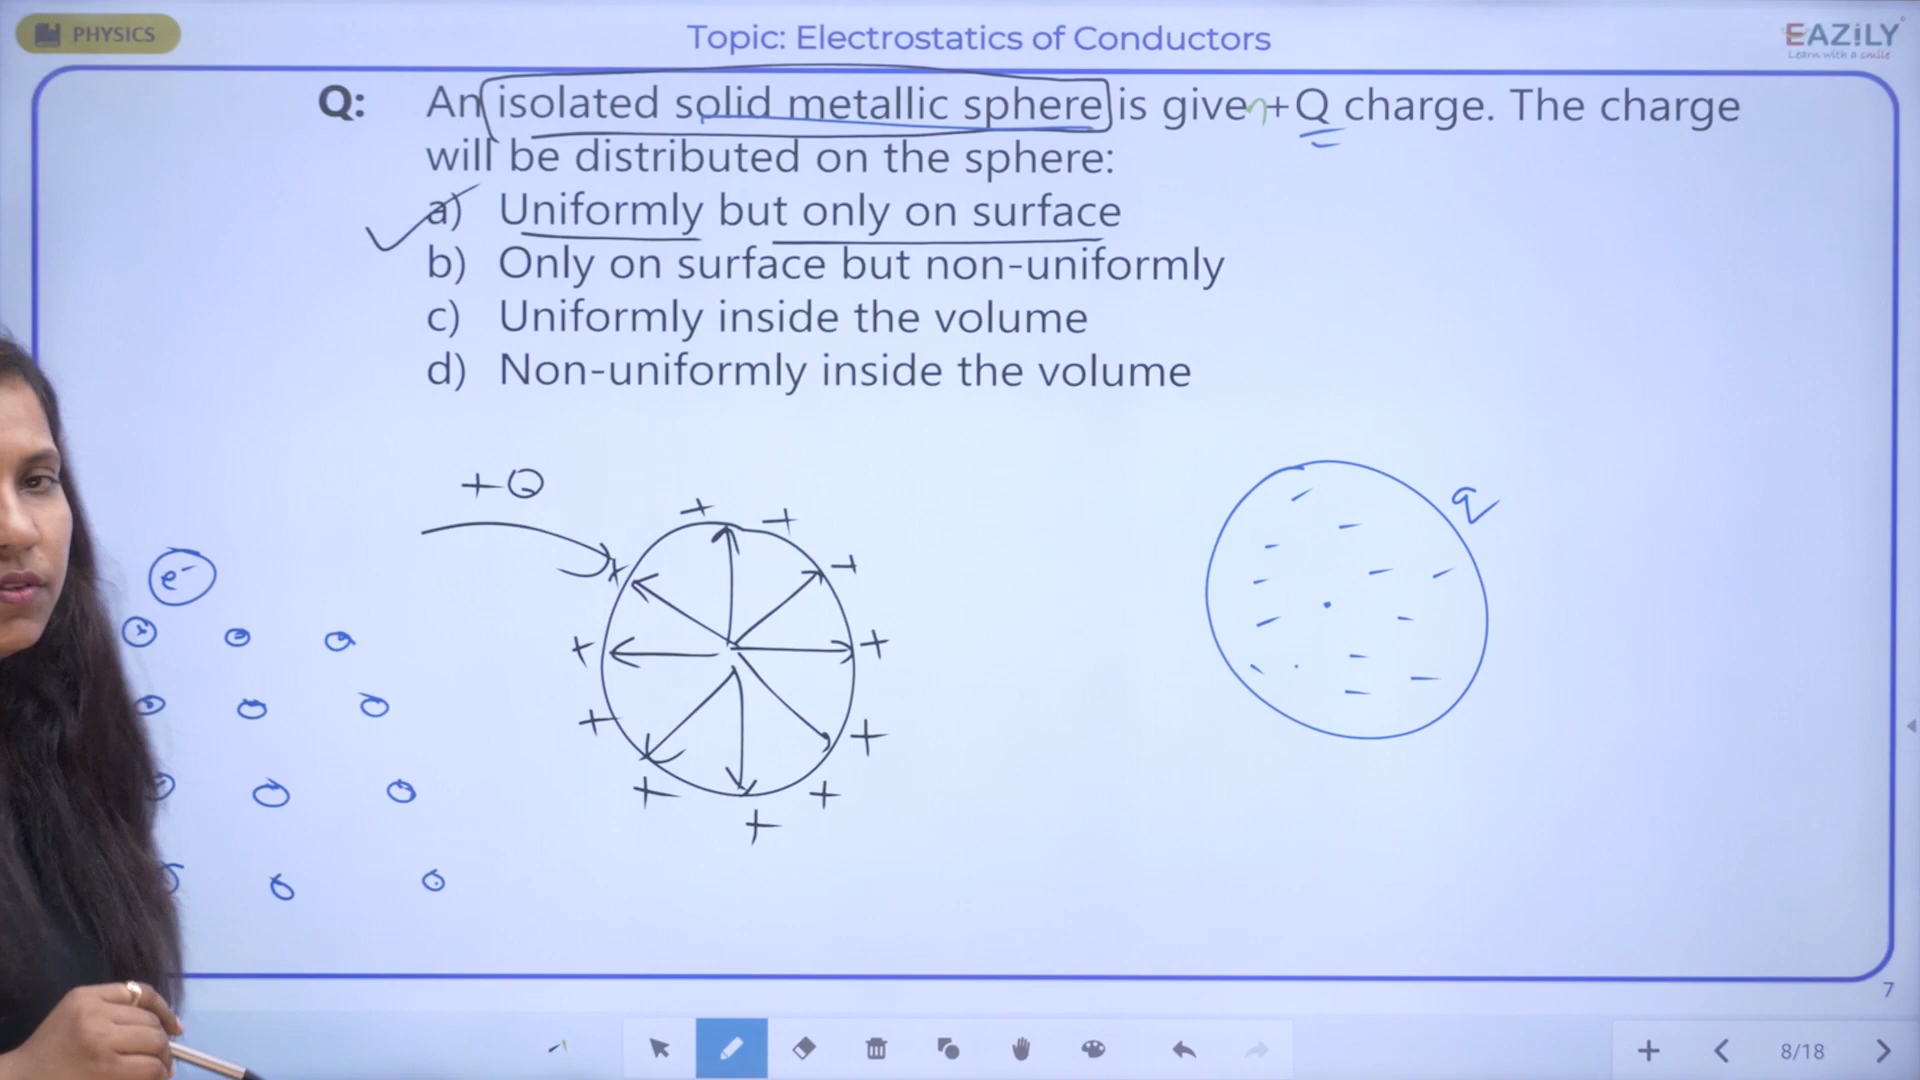 PHYSICS
Topic: Electrostatics of Conductors
EAZiLY
Learn with a smile
Q: An isolated solid metallic sphere is given +Q charge. The charge
will be distributed on the sphere:
a) Uniformly but only on surface
b) Only on surface but non-uniformly
c) Uniformly inside the volume
d) Non-uniformly inside the volume
+Q
+ +
+ +
+ +
+ +
+ +
+
q
e-
7
8/18